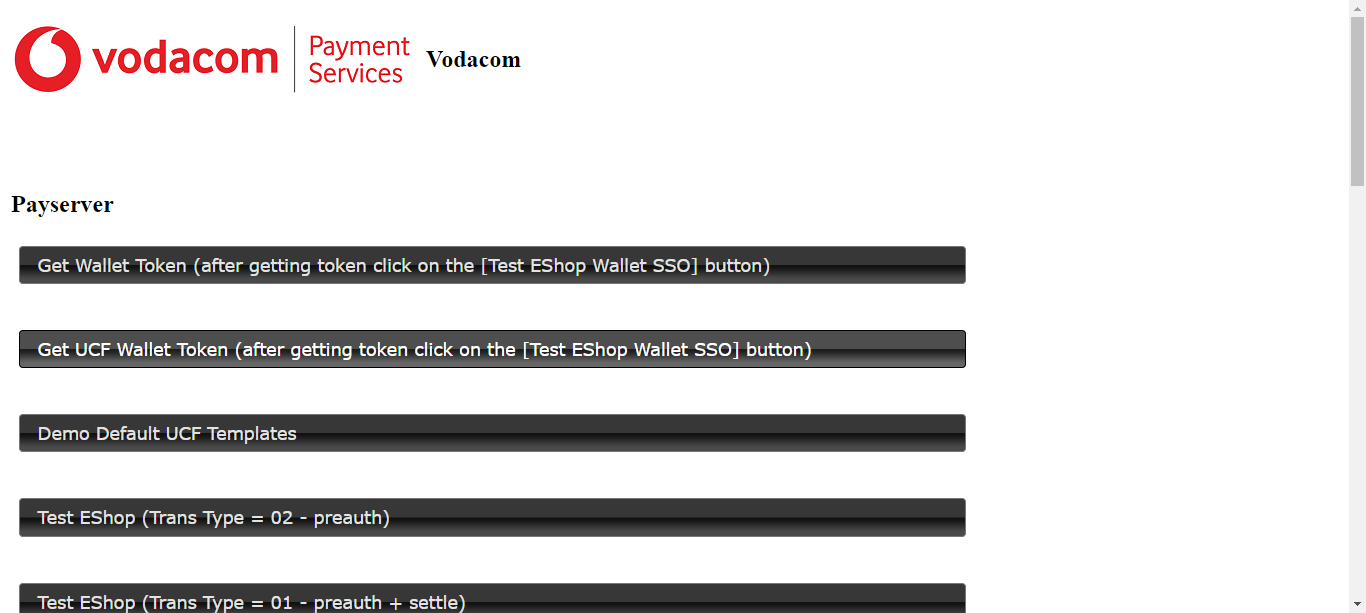 vodacom
Payment
Services
Vodacom
Payserver
Get Wallet Token (after getting token click on the [Test EShop Wallet SSO] button)
Get UCF Wallet Token (after getting token click on the [Test EShop Wallet SSO] button)
Demo Default UCF Templates
Test EShop (Trans Type = 02 - preauth)
Test EShop (Trans Type = 01 - preauth + settle)